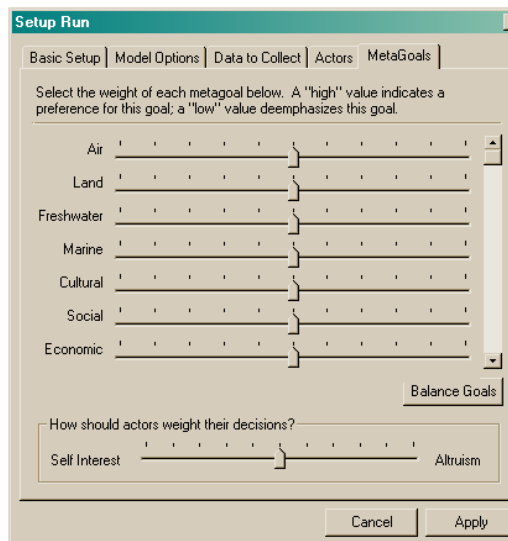 Setup Run
Basic Setup Model Options Data to Collect Actors MetaGoals
Select the weight of each metagoal below. A "high" value indicates a
preference for this goal; a "low" value deemphasizes this goal.
Air
Land
Freshwater
Marine
Cultural
Social
Economic
Balance Goals
How should actors weight their decisions?
Self Interest Altruism
Cancel Apply